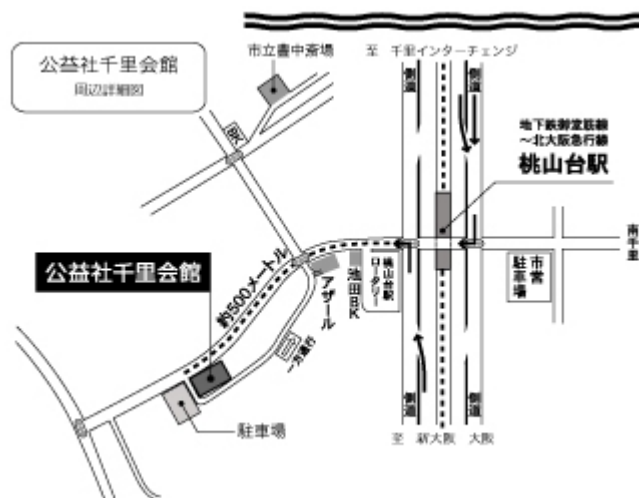 公益社千里会館
周辺詳細図
市立豊中斎場
至 千里インターチェンジ
側道
側道
BK
地下鉄御堂筋線
〜北大阪急行線
桃山台駅
南千里
公益社千里会館
約500メートル
アザール
池田BK
桃山台駅
ロータリー
市営
駐車場
一方通行
駐車場
側道
側道
至 新大阪 大阪